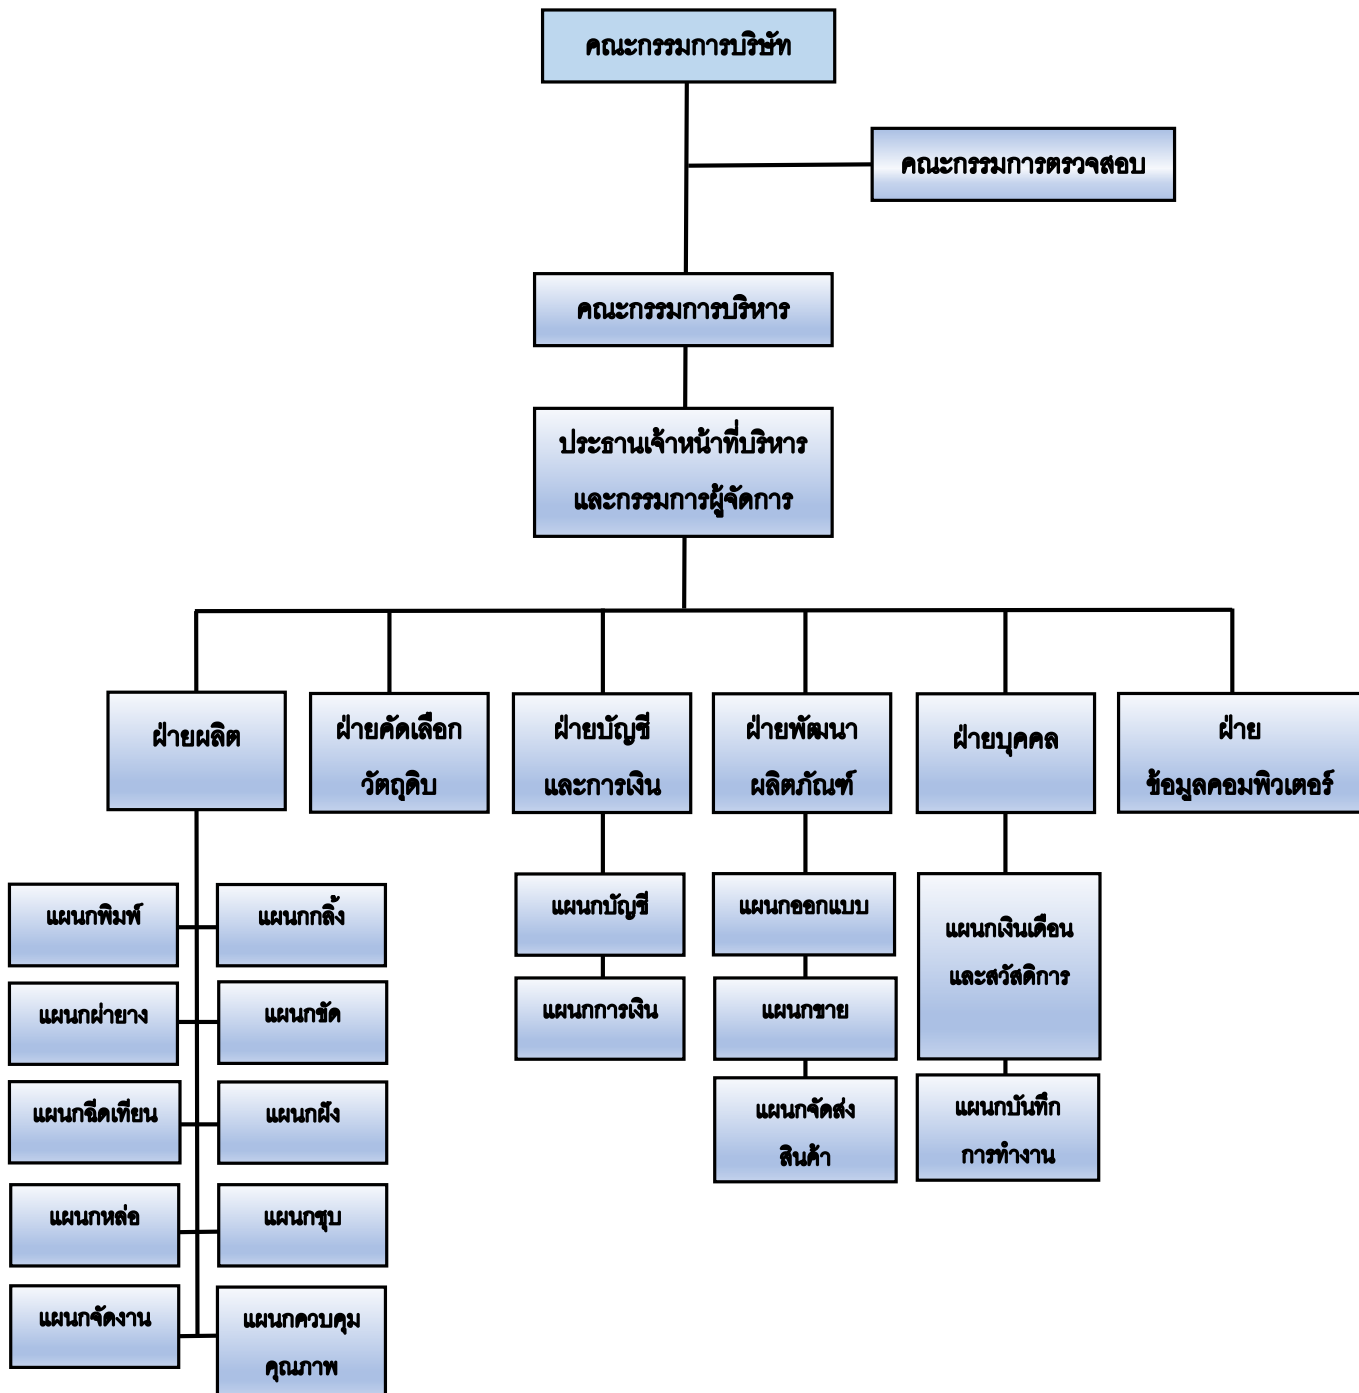 คณะกรรมการบริษัท
คณะกรรมการตรวจสอบ
คณะกรรมการบริหาร
ประธานเจ้าหน้าที่บริหาร
และกรรมการผู้จัดการ
ฝ่ายผลิต
ฝ่ายคัดเลือก
วัตถุดิบ
ฝ่ายบัญชี
และการเงิน
ฝ่ายพัฒนา
ผลิตภัณฑ์
ฝ่ายบุคคล
ฝ่าย
ข้อมูลคอมพิวเตอร์
แผนกพิมพ์
แผนกกลิ้ง
แผนกผ่ายาง
แผนกขัด
แผนกฉีดเทียน
แผนกฝัง
แผนกหล่อ
แผนกชุบ
แผนกจัดงาน
แผนกควบคุม
คุณภาพ
แผนกบัญชี
แผนกการเงิน
แผนกออกแบบ
แผนกขาย
แผนกจัดส่ง
สินค้า
แผนกเงินเดือน
และสวัสดิการ
แผนกบันทึก
การทำงาน